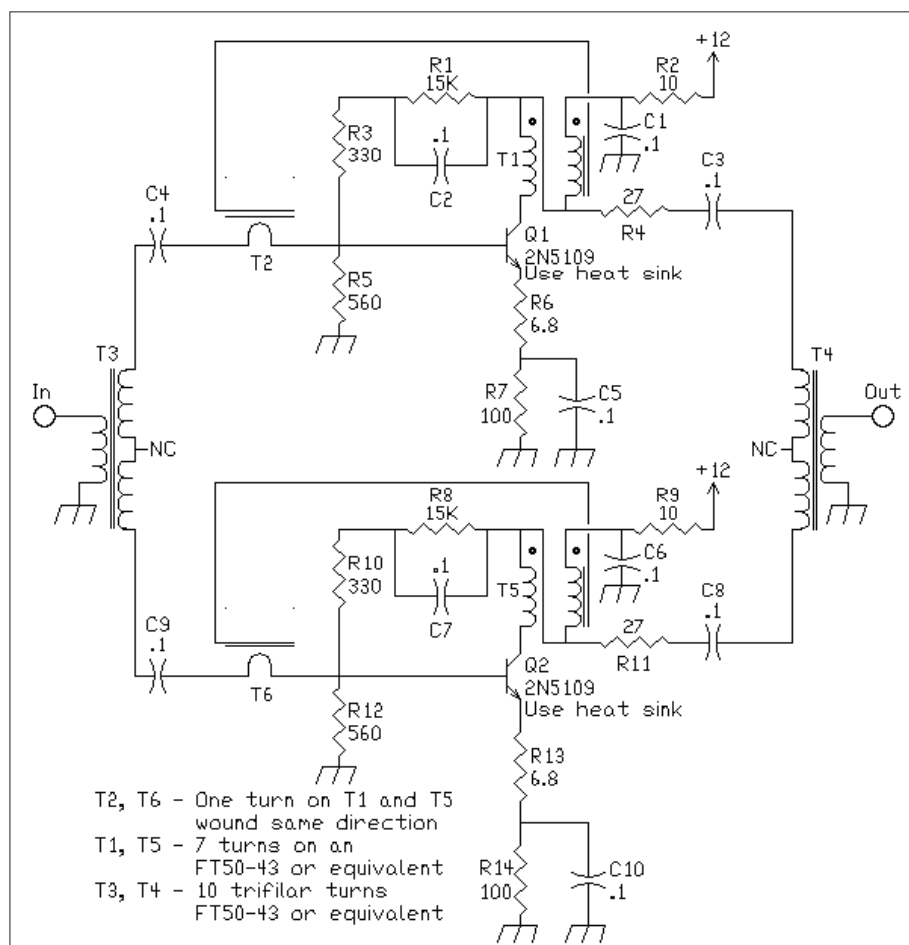 +12
R1
15K
R2
10
R3
330
.1
C2
T1
C1
.1
C3
.1
27
R4
C4
.1
T2
Q1
2N5109
Use heat sink
R5
560
R6
6.8
T3
T4
In
Out
R7
100
C5
.1
NC
NC
+12
R8
15K
R9
10
R10
330
.1
C7
T5
C6
.1
C8
.1
27
R11
C9
.1
T6
Q2
2N5109
Use heat sink
R12
560
R13
6.8
T2, T6 - One turn on T1 and T5
wound same direction
T1, T5 - 7 turns on an
FT50-43 or equivalent
T3, T4 - 10 trifilar turns
FT50-43 or equivalent
R14
100
C10
.1